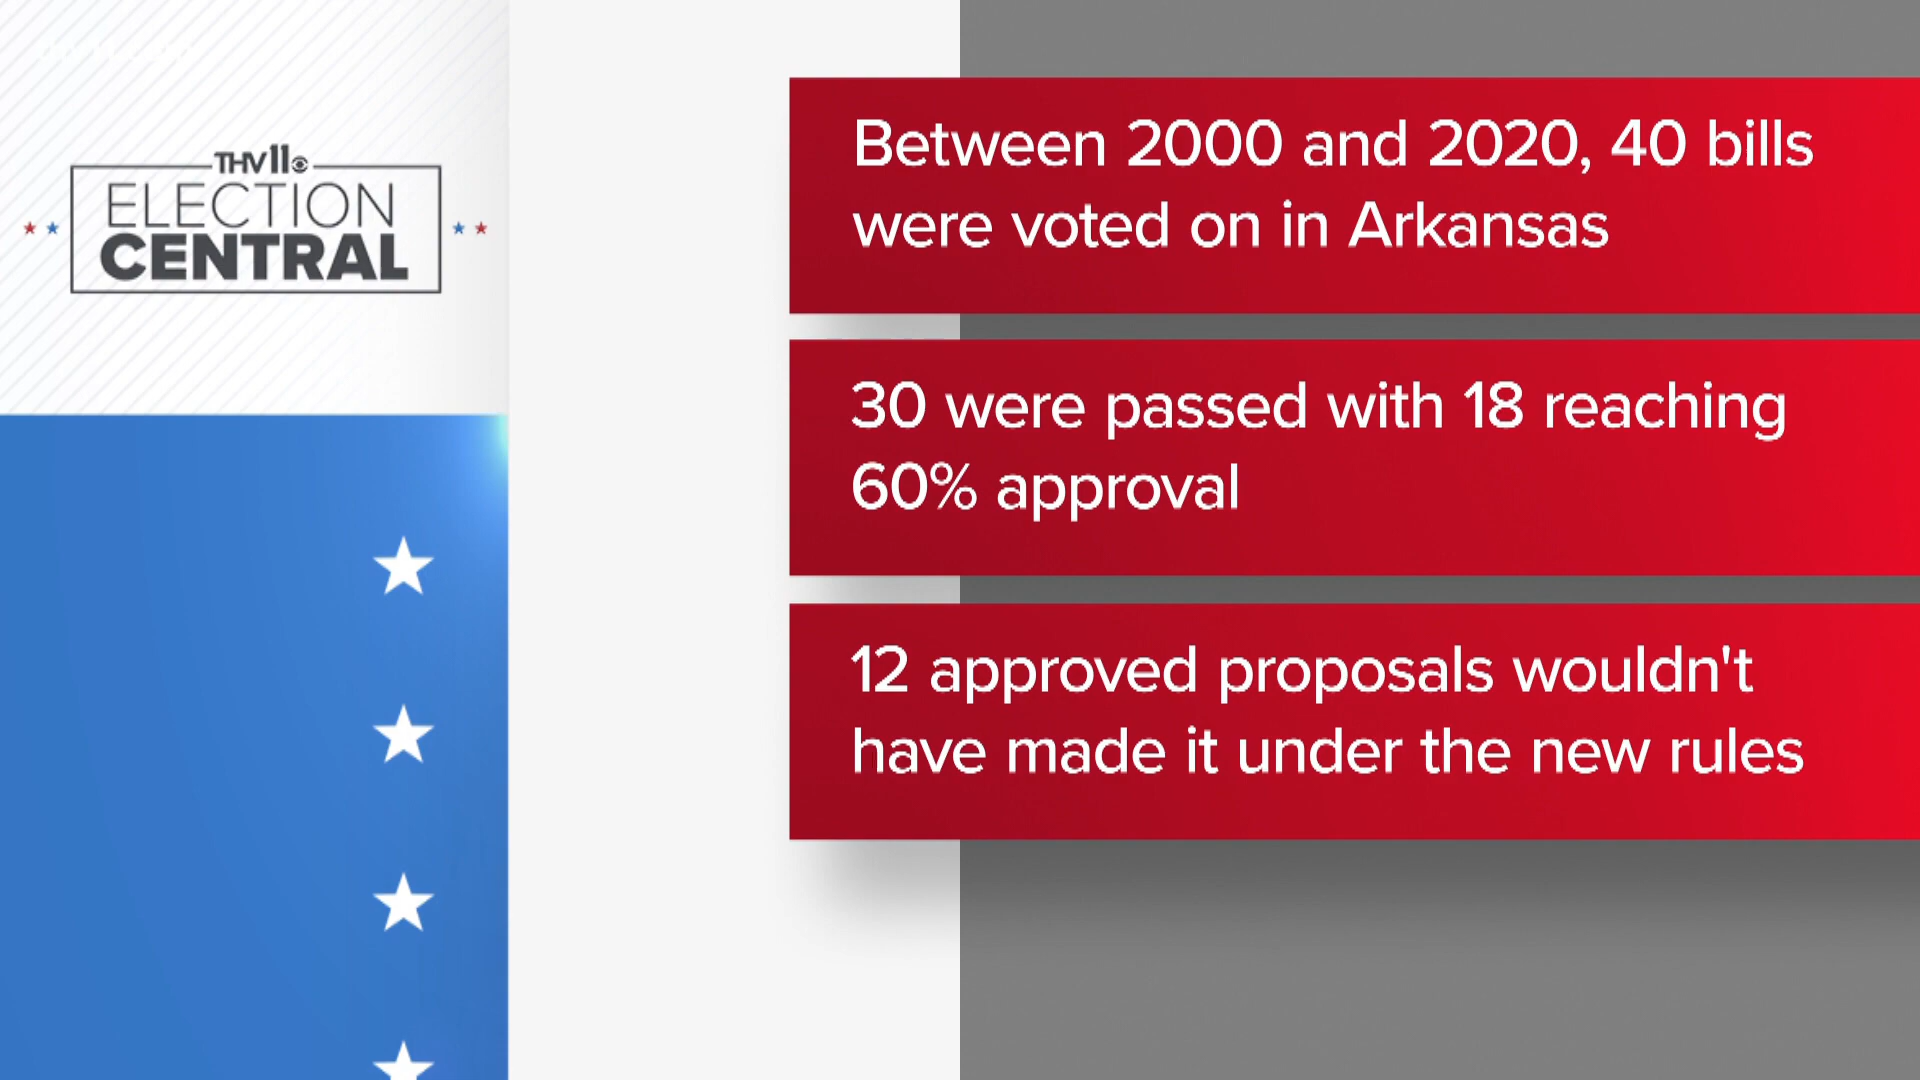 THV11
ELECTION
CENTRAL
Between 2000 and 2020, 40 bills
were voted on in Arkansas
30 were passed with 18 reaching
60% approval
12 approved proposals wouldn't
have made it under the new rules